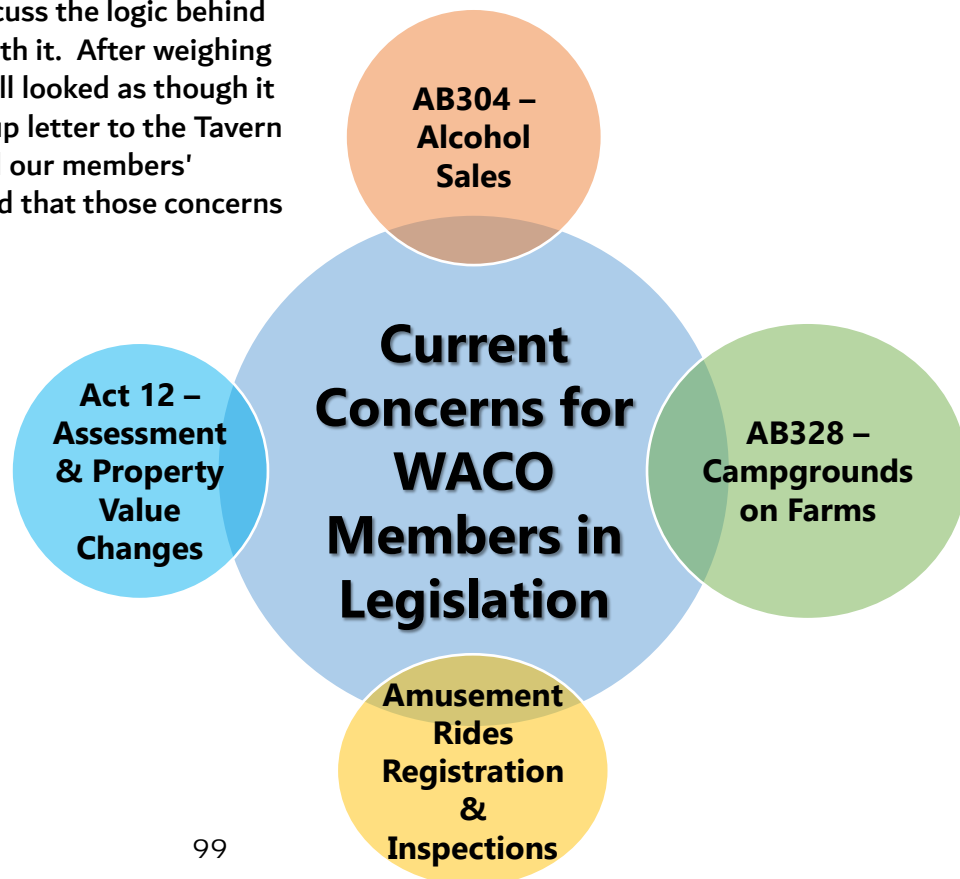 cuss the logic behind
th it.  After weighing
ll looked as though it
up letter to the Tavern
our members'
d that those concerns
AB304 –
Alcohol
Sales
Current
Concerns for
WACO
Members in
Legislation
Act 12 –
Assessment
& Property
Value
Changes
AB328 –
Campgrounds
on Farms
Amusement
Rides
Registration
&
Inspections
99